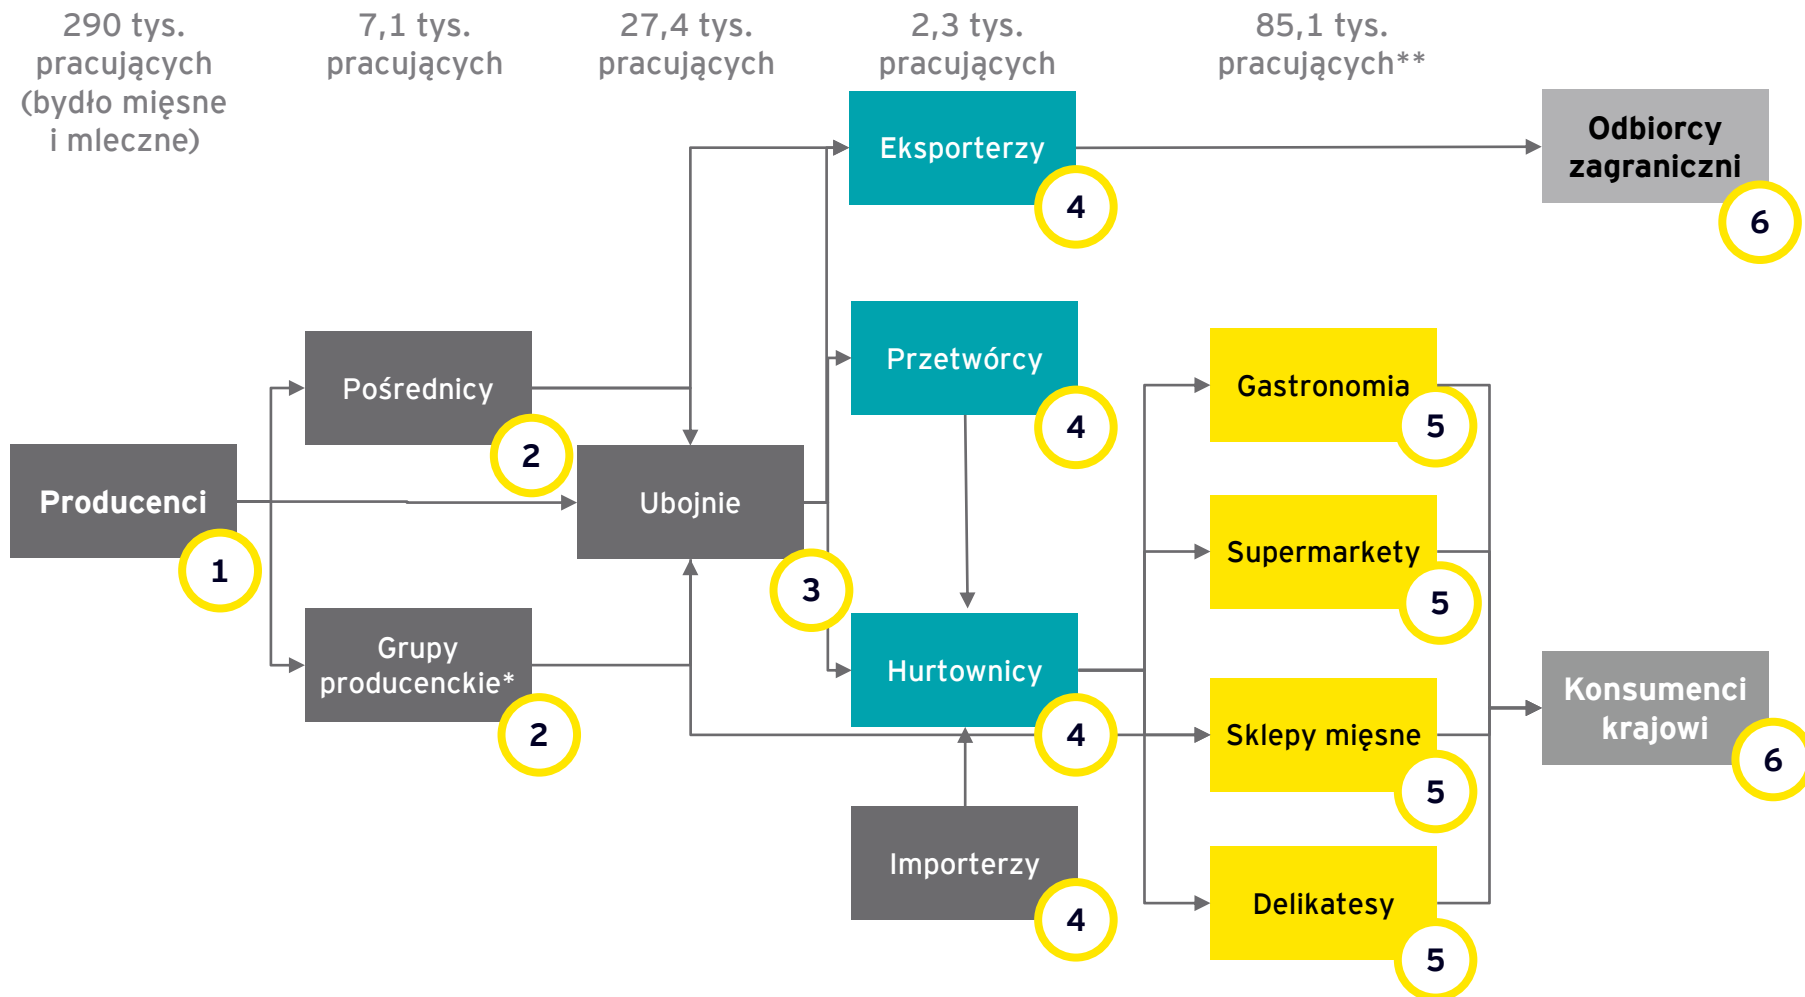 290 tys.
pracujących
(bydło mięsne
i mleczne)
7,1 tys.
pracujących
27,4 tys.
pracujących
2,3 tys.
pracujących
85,1 tys.
pracujących**
Eksporterzy
4
Odbiorcy
zagraniczni
6
Przetwórcy
4
Pośrednicy
2
Gastronomia
5
Producenci
1
Ubojnie
3
Supermarkety
5
Grupy
producenckie*
2
Hurtownicy
4
Sklepy mięsne
5
Konsumenci
krajowi
6
Importerzy
4
Delikatesy
5